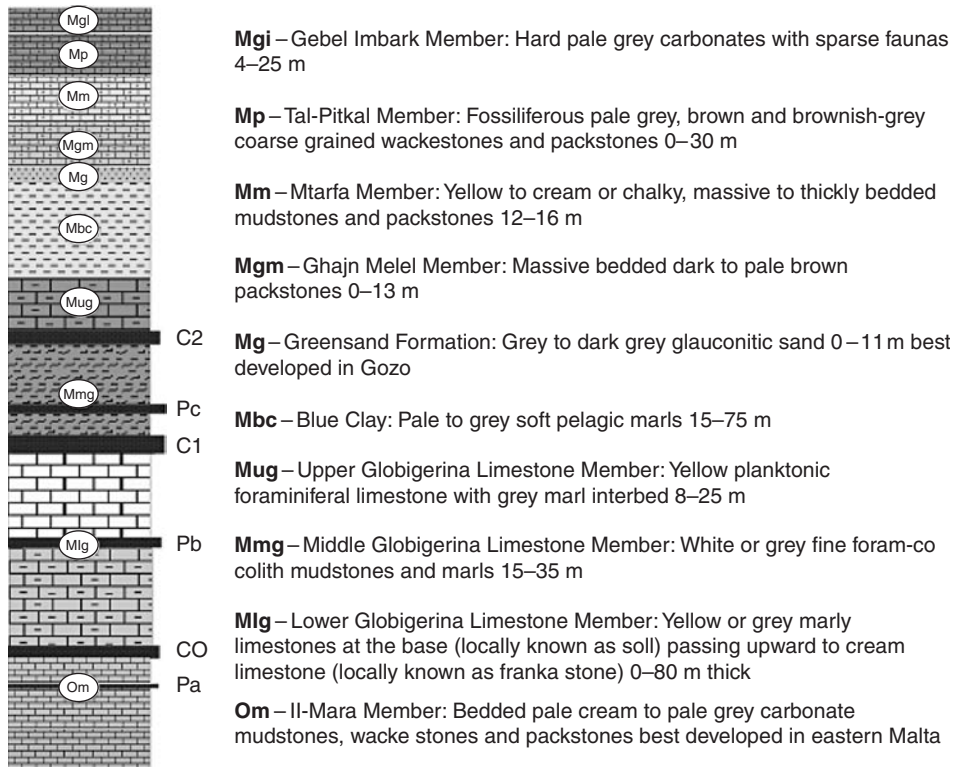 Mgl
Mp
Mm
Mgm
Mg
Mbc
Mug
C2
Mmg
Pc
C1
Mlg
Pb
CO
Om
Pa
Mgi – Gebel Imbark Member: Hard pale grey carbonates with sparse faunas
4–25 m
Mp – Tal-Pitkal Member: Fossiliferous pale grey, brown and brownish-grey
coarse grained wackestones and packstones 0–30 m
Mm – Mtarfa Member: Yellow to cream or chalky, massive to thickly bedded
mudstones and packstones 12–16 m
Mgm – Ghajn Melel Member: Massive bedded dark to pale brown
packstones 0–13 m
Mg – Greensand Formation: Grey to dark grey glauconitic sand 0–11 m best
developed in Gozo
Mbc – Blue Clay: Pale to grey soft pelagic marls 15–75 m
Mug – Upper Globigerina Limestone Member: Yellow planktonic
foraminiferal limestone with grey marl interbed 8–25 m
Mmg – Middle Globigerina Limestone Member: White or grey fine foram-co
colith mudstones and marls 15–35 m
Mlg – Lower Globigerina Limestone Member: Yellow or grey marly
limestones at the base (locally known as soll) passing upward to cream
limestone (locally known as franka stone) 0–80 m thick
Om – Il-Mara Member: Bedded pale cream to pale grey carbonate
mudstones, wacke stones and packstones best developed in eastern Malta